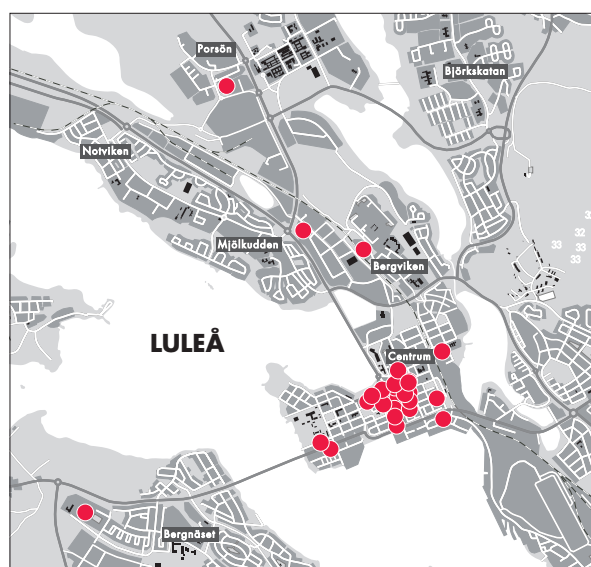 Porsön
Björkskatan
Notviken
Mjölkudden
Bergviken
LULEÅ
Centrum
Bergnäset
32
33
33
33